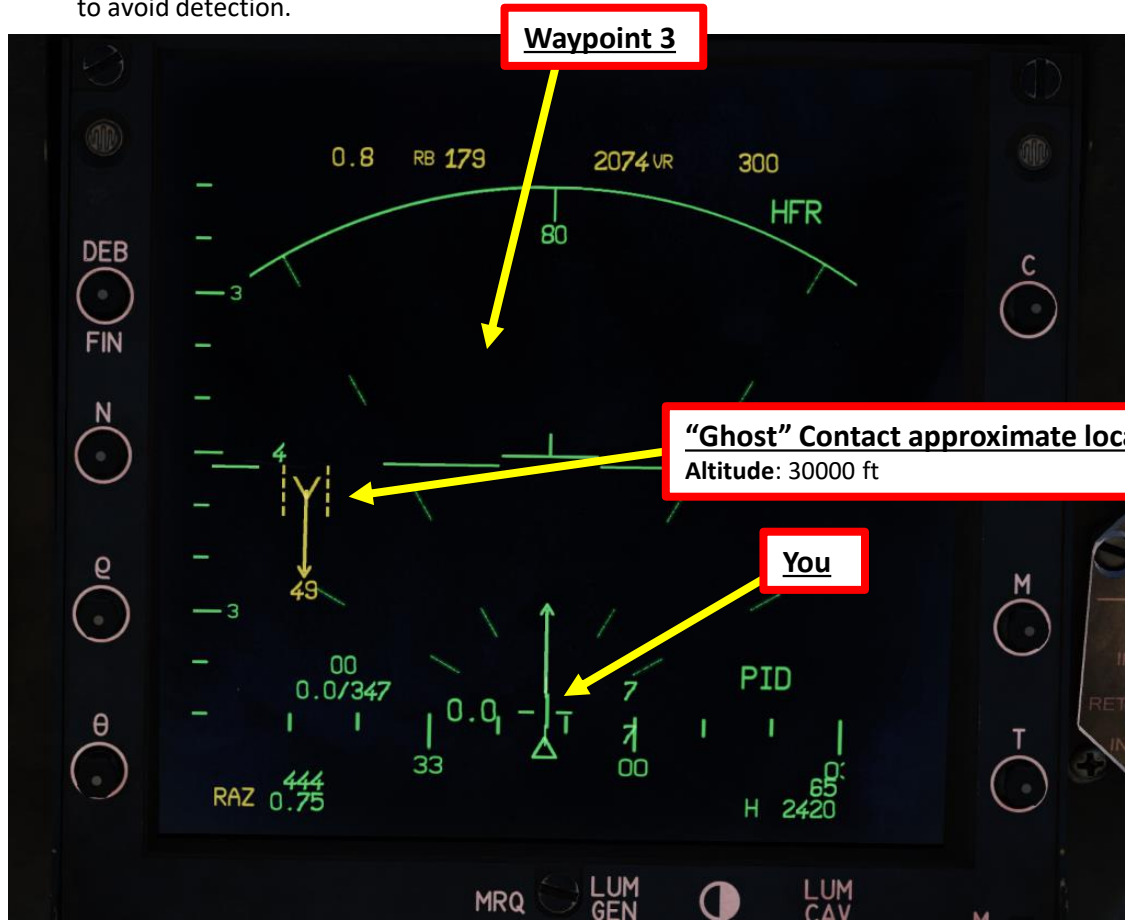 to avoid detection.
Waypoint 3
0.8 RB 179 2074 VR 300
HFR
80
DEB
FIN
3
C
N
4
"Ghost" Contact approximate loca
Altitude: 30000 ft
You
ϱ
49
3
M
00
0.0/347
0.0
7
7
PID
θ
33
00
T
RAZ
444
0.75
65
H 2420
MRQ
LUM
GEN
LUM
CAV